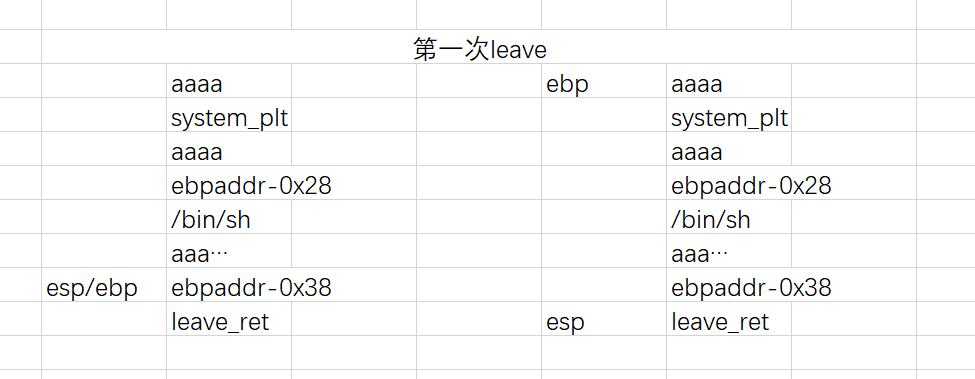 第一次leave
aaaa ebp aaaa
system_plt system_plt
aaaa aaaa
ebpaddr-0x28 ebpaddr-0x28
/bin/sh /bin/sh
aaa… aaa…
esp/ebp ebpaddr-0x38 ebpaddr-0x38
leave_ret esp leave_ret